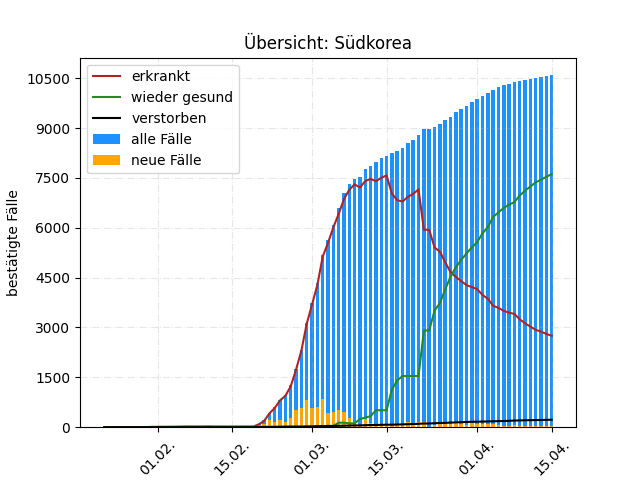 Übersicht: Südkorea
erkrankt
wieder gesund
verstorben
alle Fälle
neue Fälle
bestätigte Fälle
10500
9000
7500
6000
4500
3000
1500
0
01.02.
15.02.
01.03.
15.03.
01.04.
15.04.